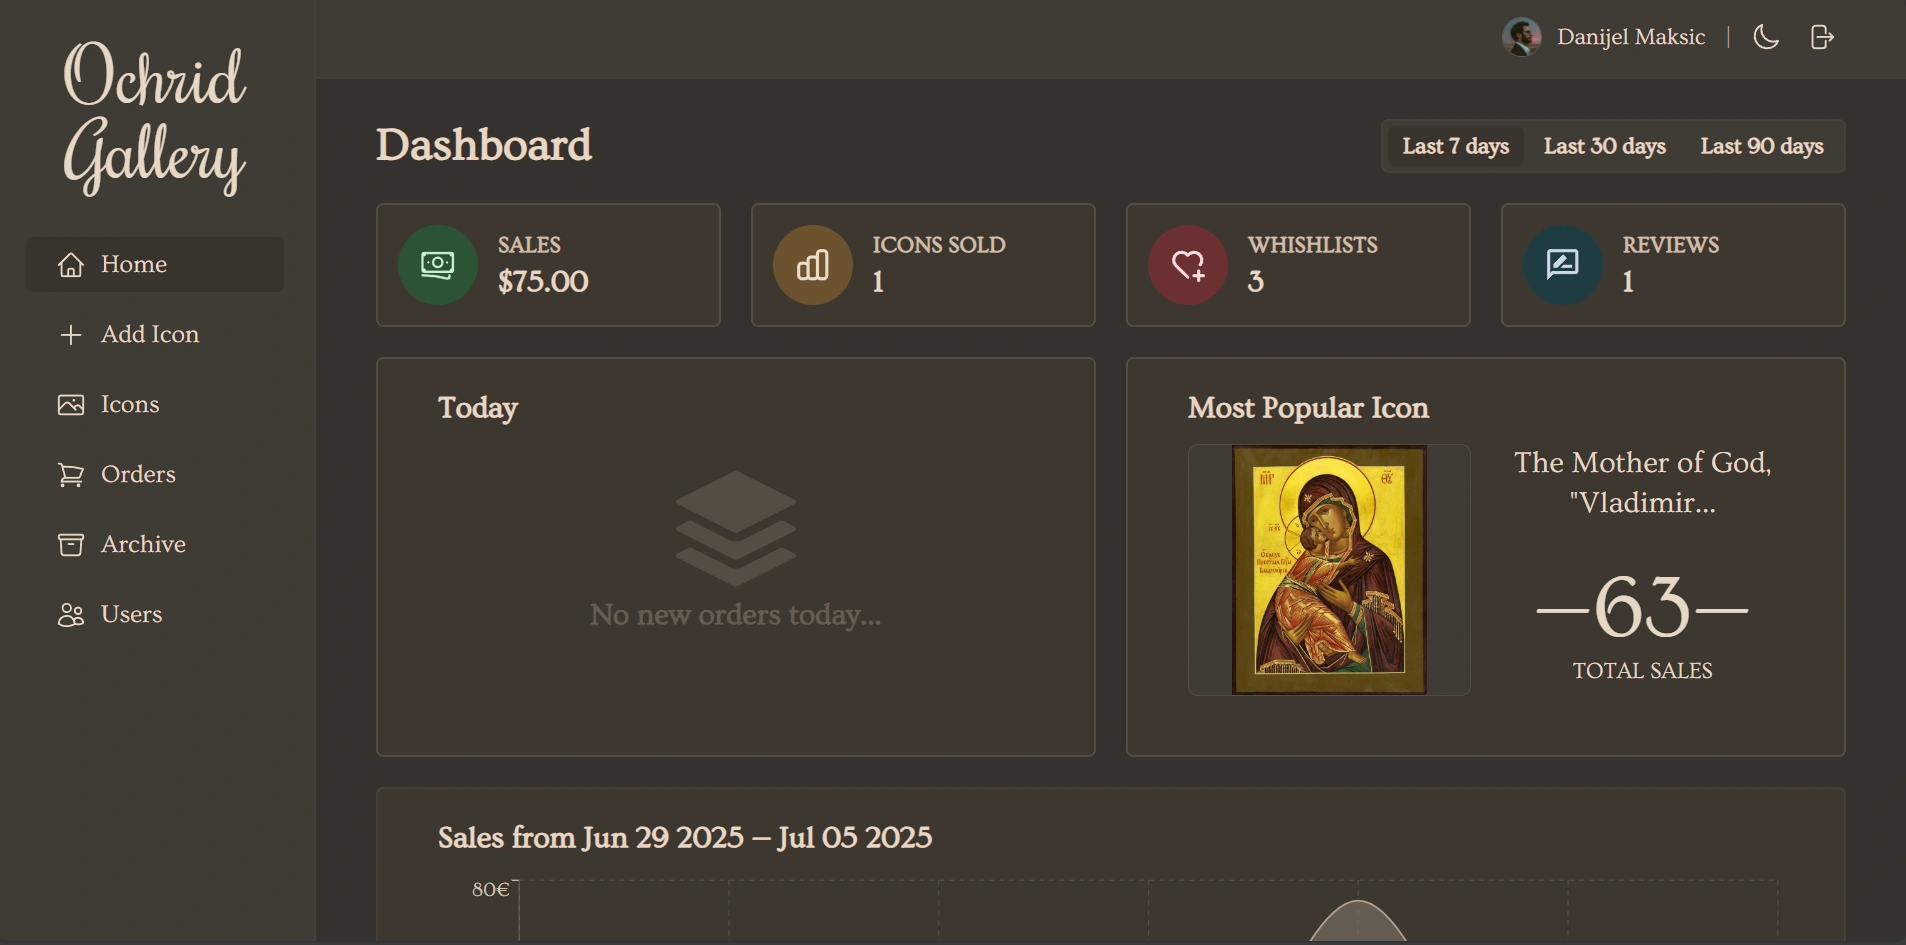 Ochrid
Gallery
Home
Add Icon
Icons
Orders
Archive
Users
Danijel Maksic
Dashboard
Last 7 days Last 30 days Last 90 days
SALES
$75.00
ICONS SOLD
1
WHISHLISTS
3
REVIEWS
1
Today
No new orders today...
Most Popular Icon
The Mother of God,
"Vladimir...
—63—
TOTAL SALES
Sales from Jun 29 2025 — Jul 05 2025
80€